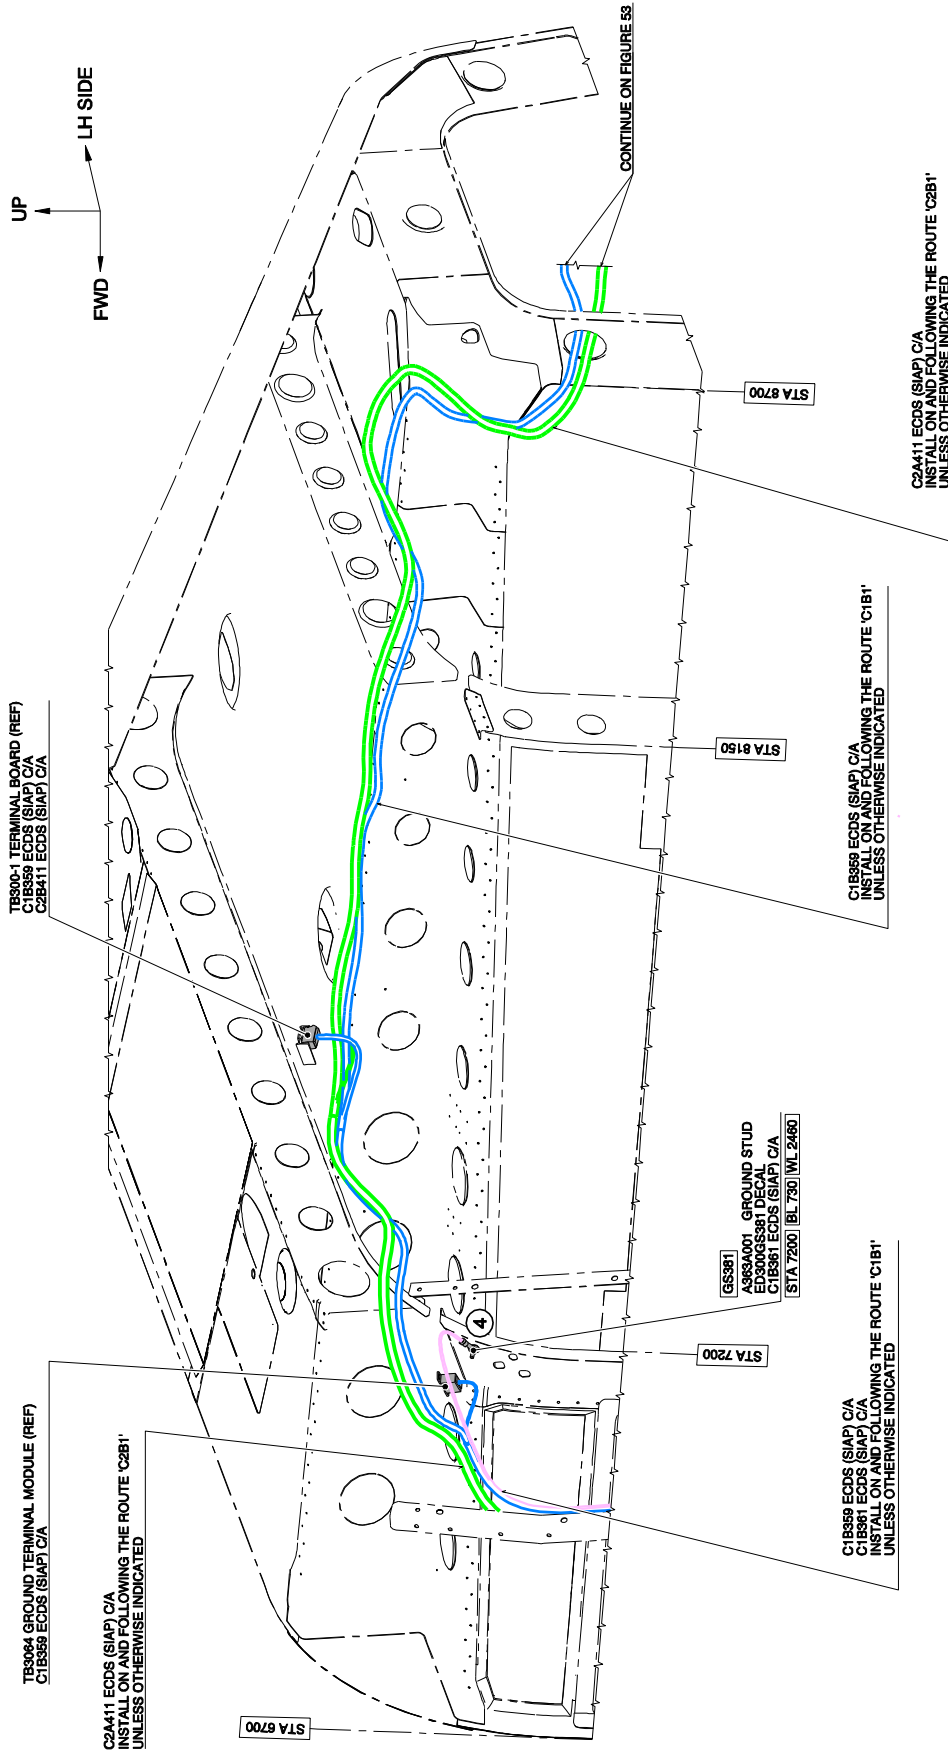 UP
LH SIDE
FWD
CONTINUE ON FIGURE 53
TB300-1 TERMINAL BOARD (REF)
C1B359 ECDS (SIAP) C/A
C2B411 ECDS (SIAP) C/A
TB3064 GROUND TERMINAL MODULE (REF)
C1B359 ECDS (SIAP) C/A
C2A411 ECDS (SIAP) C/A
INSTALL ON AND FOLLOWING THE ROUTE 'C2B1'
UNLESS OTHERWISE INDICATED
STA 6700
STA 7200
STA 8150
STA 8700
4
GS381
A363A001 GROUND STUD
ED300GS381 DECAL
C1B361 ECDS (SIAP) C/A
STA 7200 BL 730 WL 2460
C1B359 ECDS (SIAP) C/A
C1B361 ECDS (SIAP) C/A
INSTALL ON AND FOLLOWING THE ROUTE 'C1B1'
UNLESS OTHERWISE INDICATED
C1B359 ECDS (SIAP) C/A
INSTALL ON AND FOLLOWING THE ROUTE 'C1B1'
UNLESS OTHERWISE INDICATED
C2A411 ECDS (SIAP) C/A
INSTALL ON AND FOLLOWING THE ROUTE 'C2B1'
UNLESS OTHERWISE INDICATED